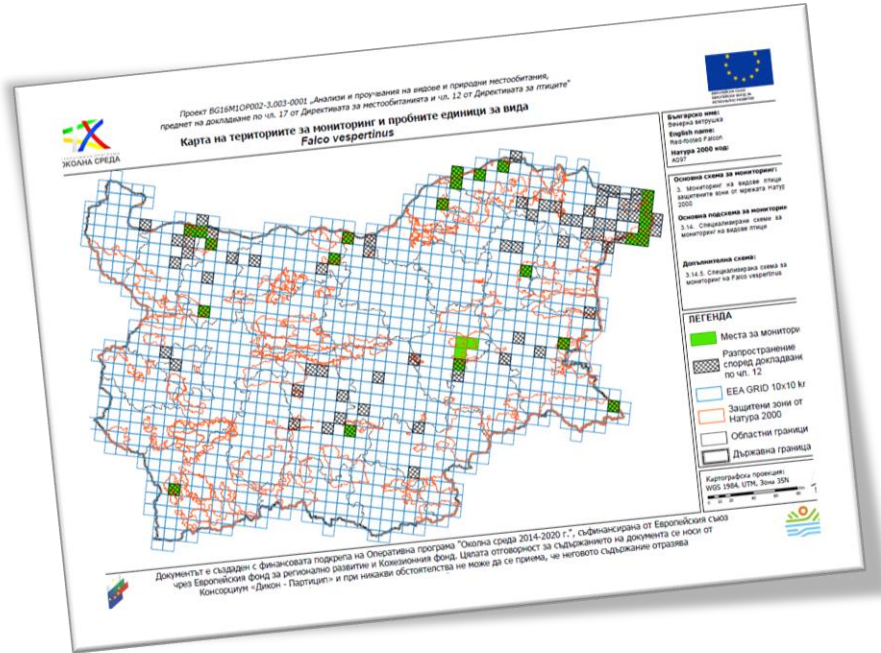 Проект BG16M1OP002-3.003-0001 „Анализи и проучвания на видове и природни местообитания,
предмет на докладване по чл. 17 от Директивата за местообитанията и чл. 12 от Директивата за птиците"
Карта на териториите за мониторинг и пробните единици за вида
Falco vespertinus
ОКОЛНА СРЕДА
Българско име:
Вечерна ветрушка
English name:
Red-footed Falcon
Натура 2000 код:
A097
Основна схема за мониторинг:
3. Мониторинг на видове птици
защитените зони от мрежата Натур
2000
Основна подсхема за мониторин
3.14. Специализирани схеми за
мониторинг на видове птици
Допълнителна схема:
3.14.5. Специализирана схема за
мониторинг на Falco vespertinus
ЛЕГЕНДА
Места за монитори
Разпространение
според докладване
по чл. 12
EEA GRID 10x10 kr
Защитени зони от
Натура 2000
Областни граници
Държавна граница
Картографска проекция:
WGS 1984, UTM, Зона 35N
Документът е създаден с финансовата подкрепа на Оперативна програма "Околна среда 2014-2020 г.", съфинансирана от Европейския съюз
чрез Европейския фонд за регионално развитие и Кохезионния фонд. Цялата отговорност за съдържанието на документа се носи от
Консорциум «Дикон - Партицип» и при никакви обстоятелства не може да се приема, че неговото съдържание отразява